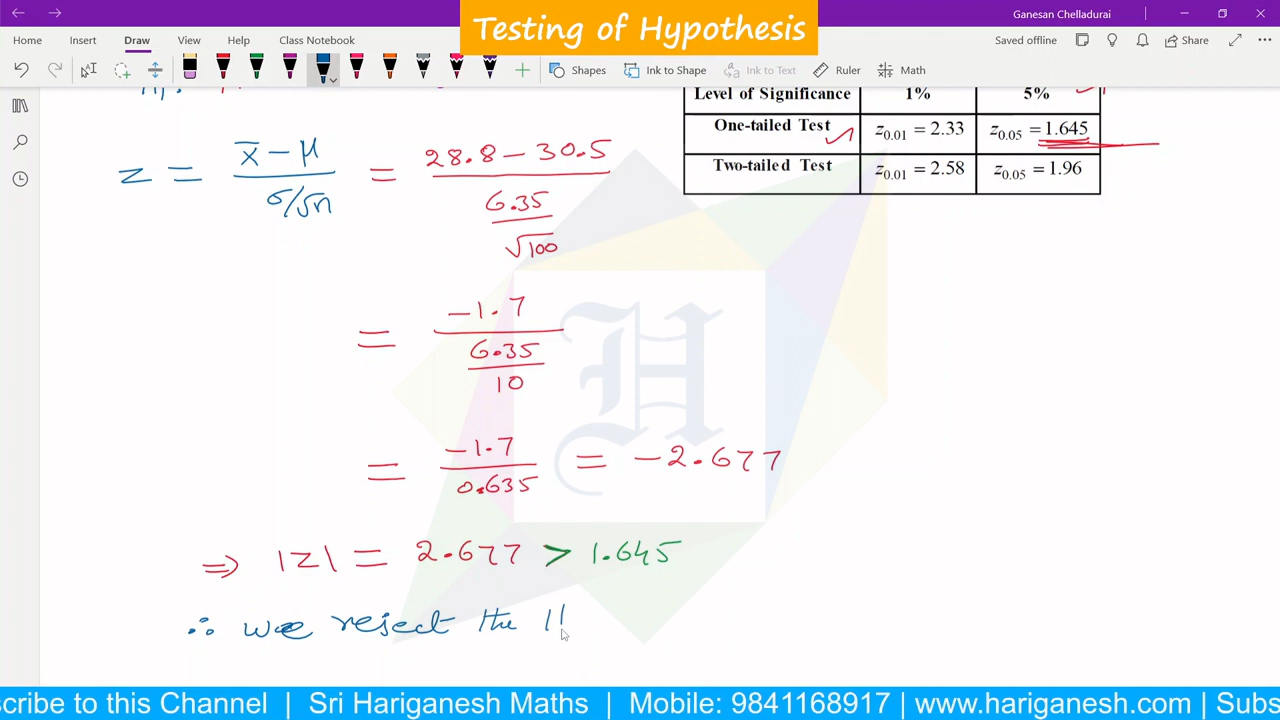 Testing of Hypothesis
Ganesan Chelladurai
Home Insert Draw View Help Class Notebook
Saved offline Share
Shapes Ink to Shape Ink to Text Ruler Math
Level of Significance 1% 5%
One-tailed Test z0.01 = 2.33 z0.05 = 1.645
Two-tailed Test z0.01 = 2.58 z0.05 = 1.96
z = x̄ − μ / σ/√n = 28.8 − 30.5 / 6.35 / √100
= −1.7 / 6.35 / 10
= −1.7 / 0.635 = −2.677
⇒ |z| = 2.677 > 1.645
∴ we reject the
H
scribe to this Channel | Sri Hariganesh Maths | Mobile: 9841168917 | www.hariganesh.com | Subs